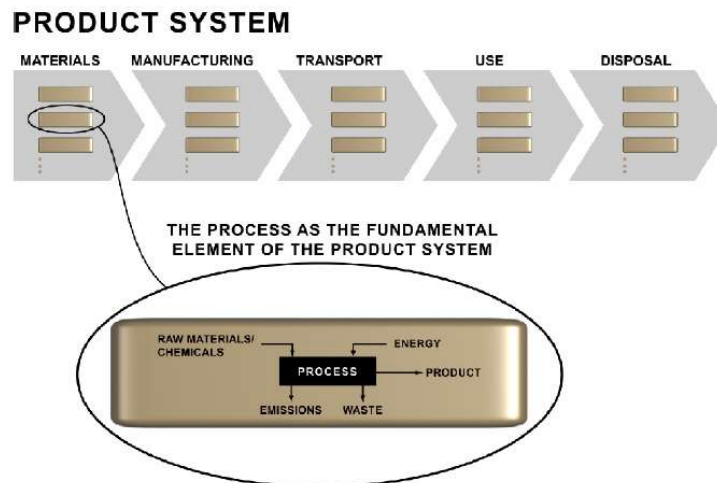 PRODUCT SYSTEM
MATERIALS
MANUFACTURING
TRANSPORT
USE
DISPOSAL
THE PROCESS AS THE FUNDAMENTAL
ELEMENT OF THE PRODUCT SYSTEM
RAW MATERIALS/
CHEMICALS
ENERGY
PROCESS
PRODUCT
EMISSIONS
WASTE